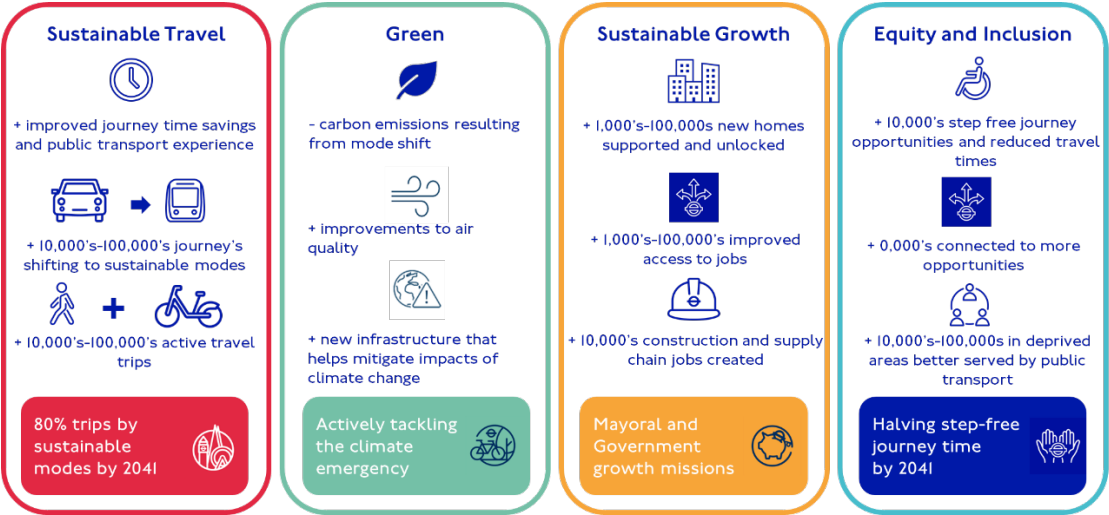 Sustainable Travel
+ improved journey time savings
and public transport experience
+ 10,000's-100,000's journey's
shifting to sustainable modes
+ 10,000's-100,000's active travel
trips
80% trips by
sustainable
modes by 2041
Green
- carbon emissions resulting
from mode shift
+ improvements to air
quality
+ new infrastructure that
helps mitigate impacts of
climate change
Actively tackling
the climate
emergency
Sustainable Growth
+ 1,000's-100,000s new homes
supported and unlocked
+ 1,000's-100,000's improved
access to jobs
+ 10,000's construction and supply
chain jobs created
Mayoral and
Government
growth missions
Equity and Inclusion
+ 10,000's step free journey
opportunities and reduced travel
times
+ 0,000's connected to more
opportunities
+ 10,000's-100,000s in deprived
areas better served by public
transport
Halving step-free
journey time
by 2041